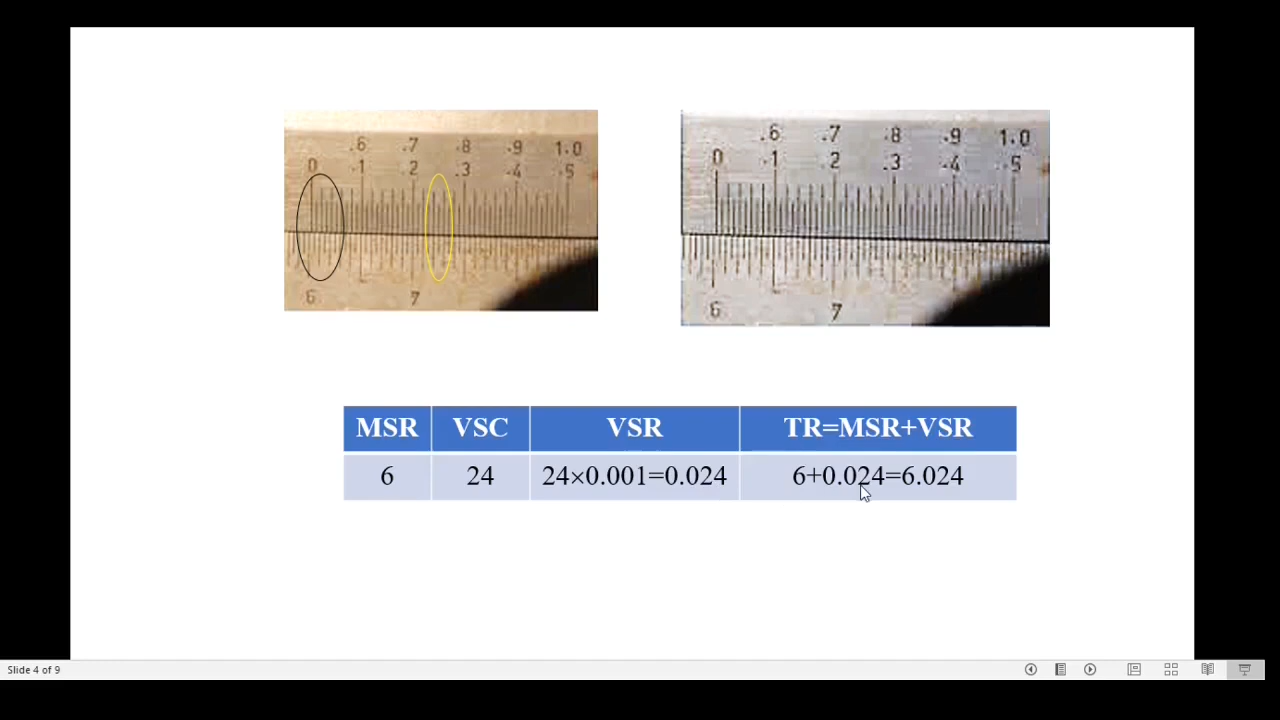 .6 .7 .8 .9 1.0
0 .1 .2 .3 .4 .5
6 7
.6 .7 .8 .9 1.0
0 .1 .2 .3 .4 .5
6 7
MSR VSC VSR TR=MSR+VSR
6 24 24×0.001=0.024 6+0.024=6.024
Slide 4 of 9